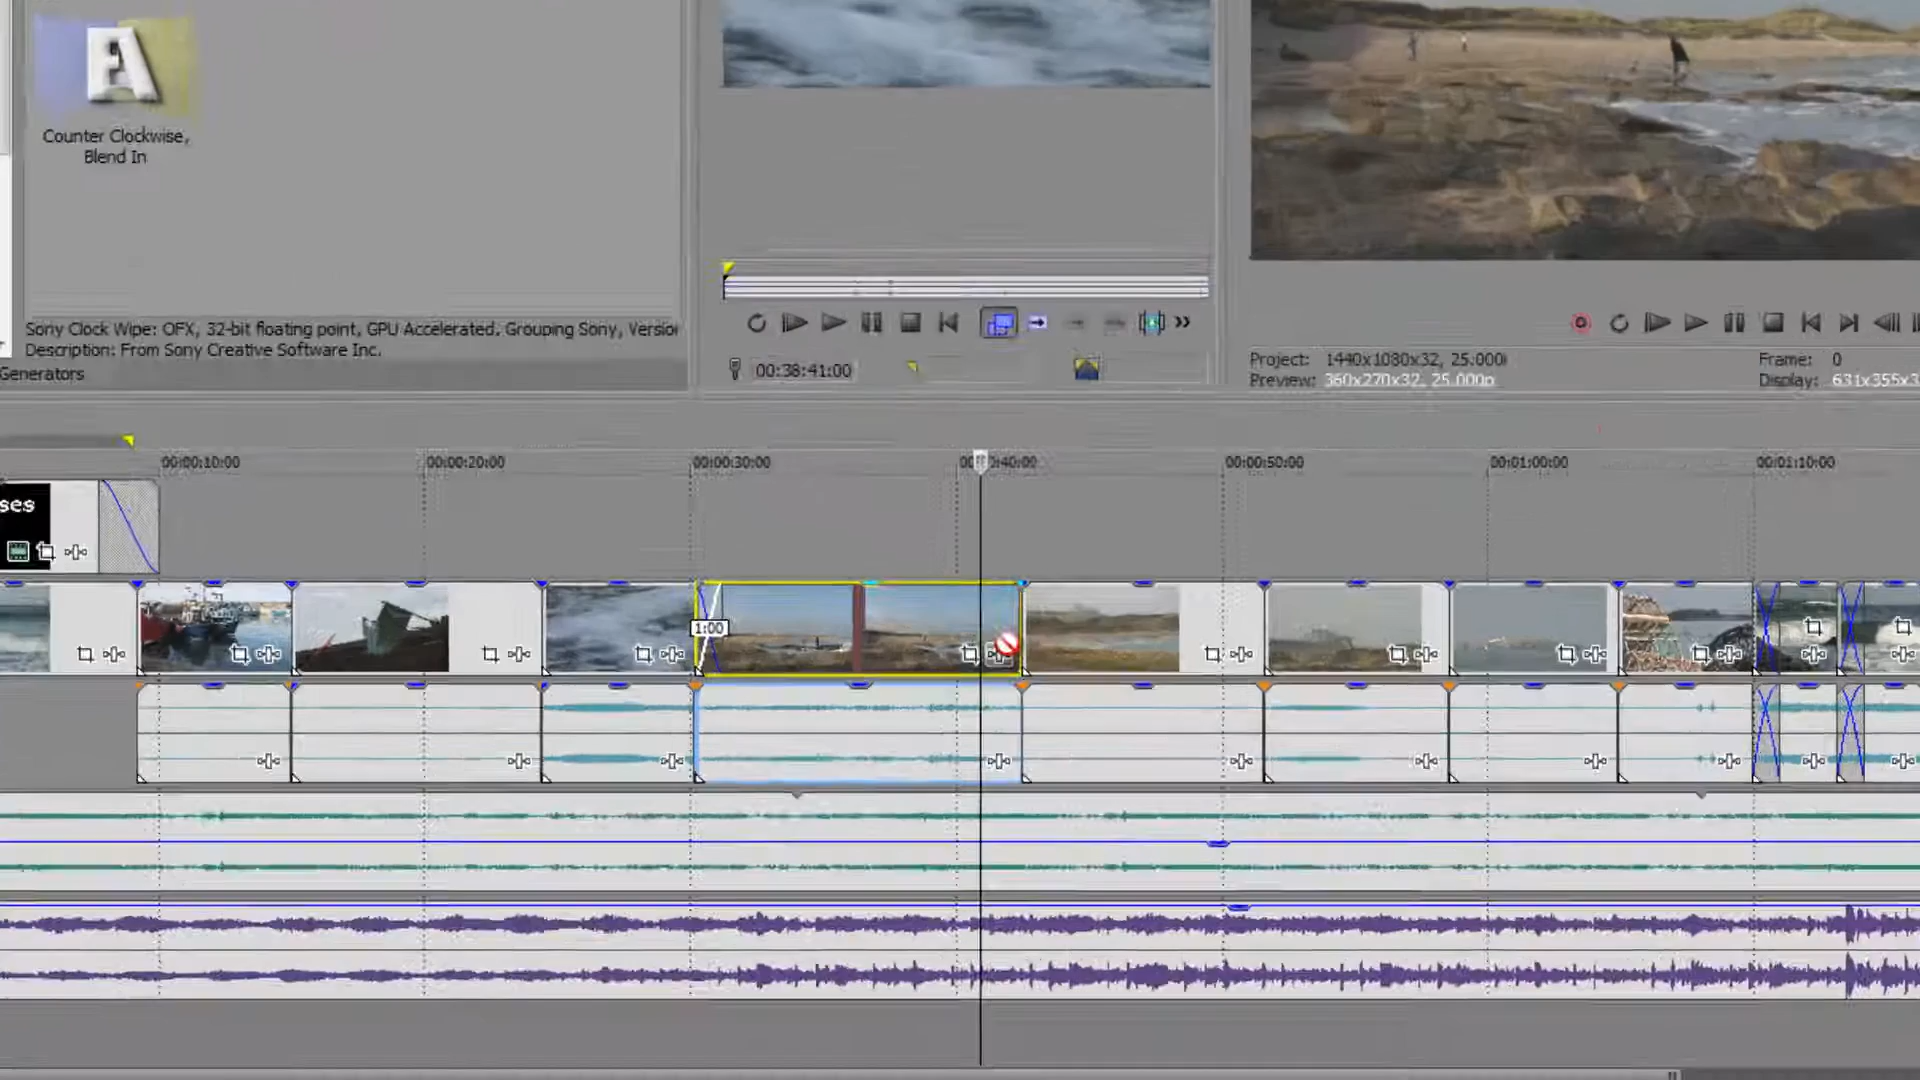 Counter Clockwise,
Blend In
Sony Clock Wipe: OFX, 32-bit floating point, GPU Accelerated, Grouping Sony, Versio
Description: From Sony Creative Software Inc.
Generators
00:38:41:00
Project: 1440x1080x32, 25.000i
Frame: 0
Preview: 360x270x32, 25.000p
Display: 631x355x3
00:00:10:00
00:00:20:00
00:00:30:00
00:00:40:00
00:00:50:00
00:01:00:00
00:01:10:00
ses
1:00